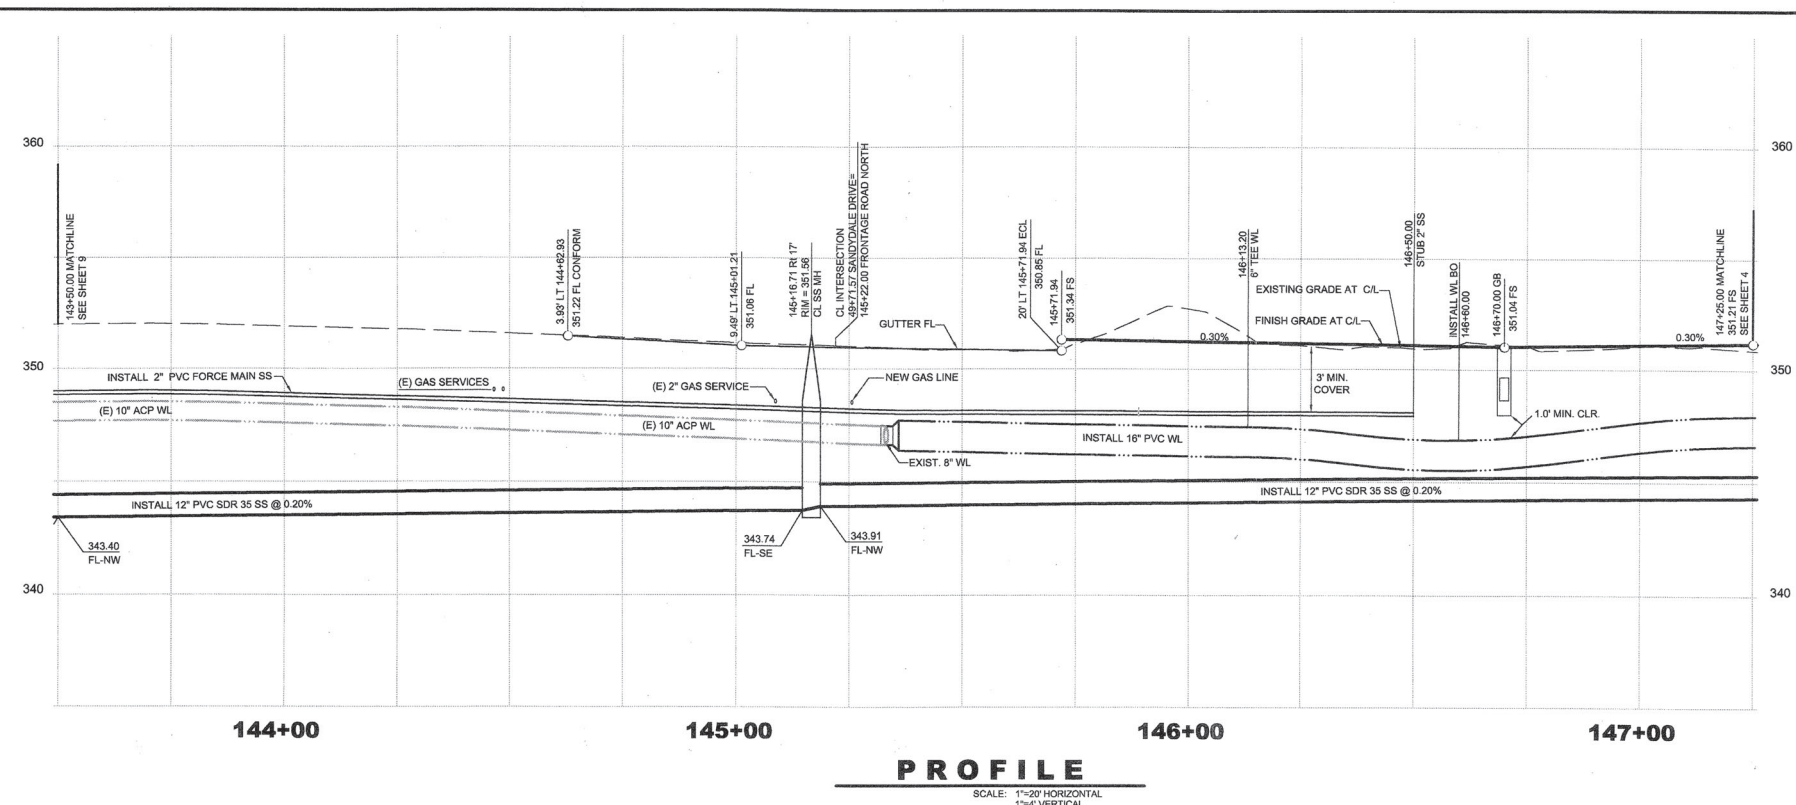 360
360
350
350
340
340
143+50.00 MATCHLINE
SEE SHEET 9
3.93' LT 144+62.93
351.22 FL CONFORM
9.49' LT 145+01.21
351.06 FL
145+16.71 Rt 17'
RIM = 351.56
CL SS MH
CL INTERSECTION
49+71.57 SANDYDALE DRIVE=
145+22.00 FRONTAGE ROAD NORTH
20' LT 145+71.94 ECL
350.85 FL
145+71.94
351.34 FS
146+13.20
6" TEE WL
146+50.00
STUB 2" SS
INSTALL WL BO
146+60.00
146+70.00 GB
351.04 FS
147+25.00 MATCHLINE
351.21 FS
SEE SHEET 4
GUTTER FL
EXISTING GRADE AT C/L
FINISH GRADE AT C/L
0.30%
0.30%
INSTALL 2" PVC FORCE MAIN SS
(E) GAS SERVICES
(E) 2" GAS SERVICE
NEW GAS LINE
3' MIN.
COVER
(E) 10" ACP WL
(E) 10" ACP WL
INSTALL 16" PVC WL
1.0' MIN. CLR.
EXIST. 8" WL
INSTALL 12" PVC SDR 35 SS @ 0.20%
INSTALL 12" PVC SDR 35 SS @ 0.20%
343.40
FL-NW
343.74
FL-SE
343.91
FL-NW
144+00
145+00
146+00
147+00
PROFILE
SCALE: 1"=20' HORIZONTAL
1"=4' VERTICAL